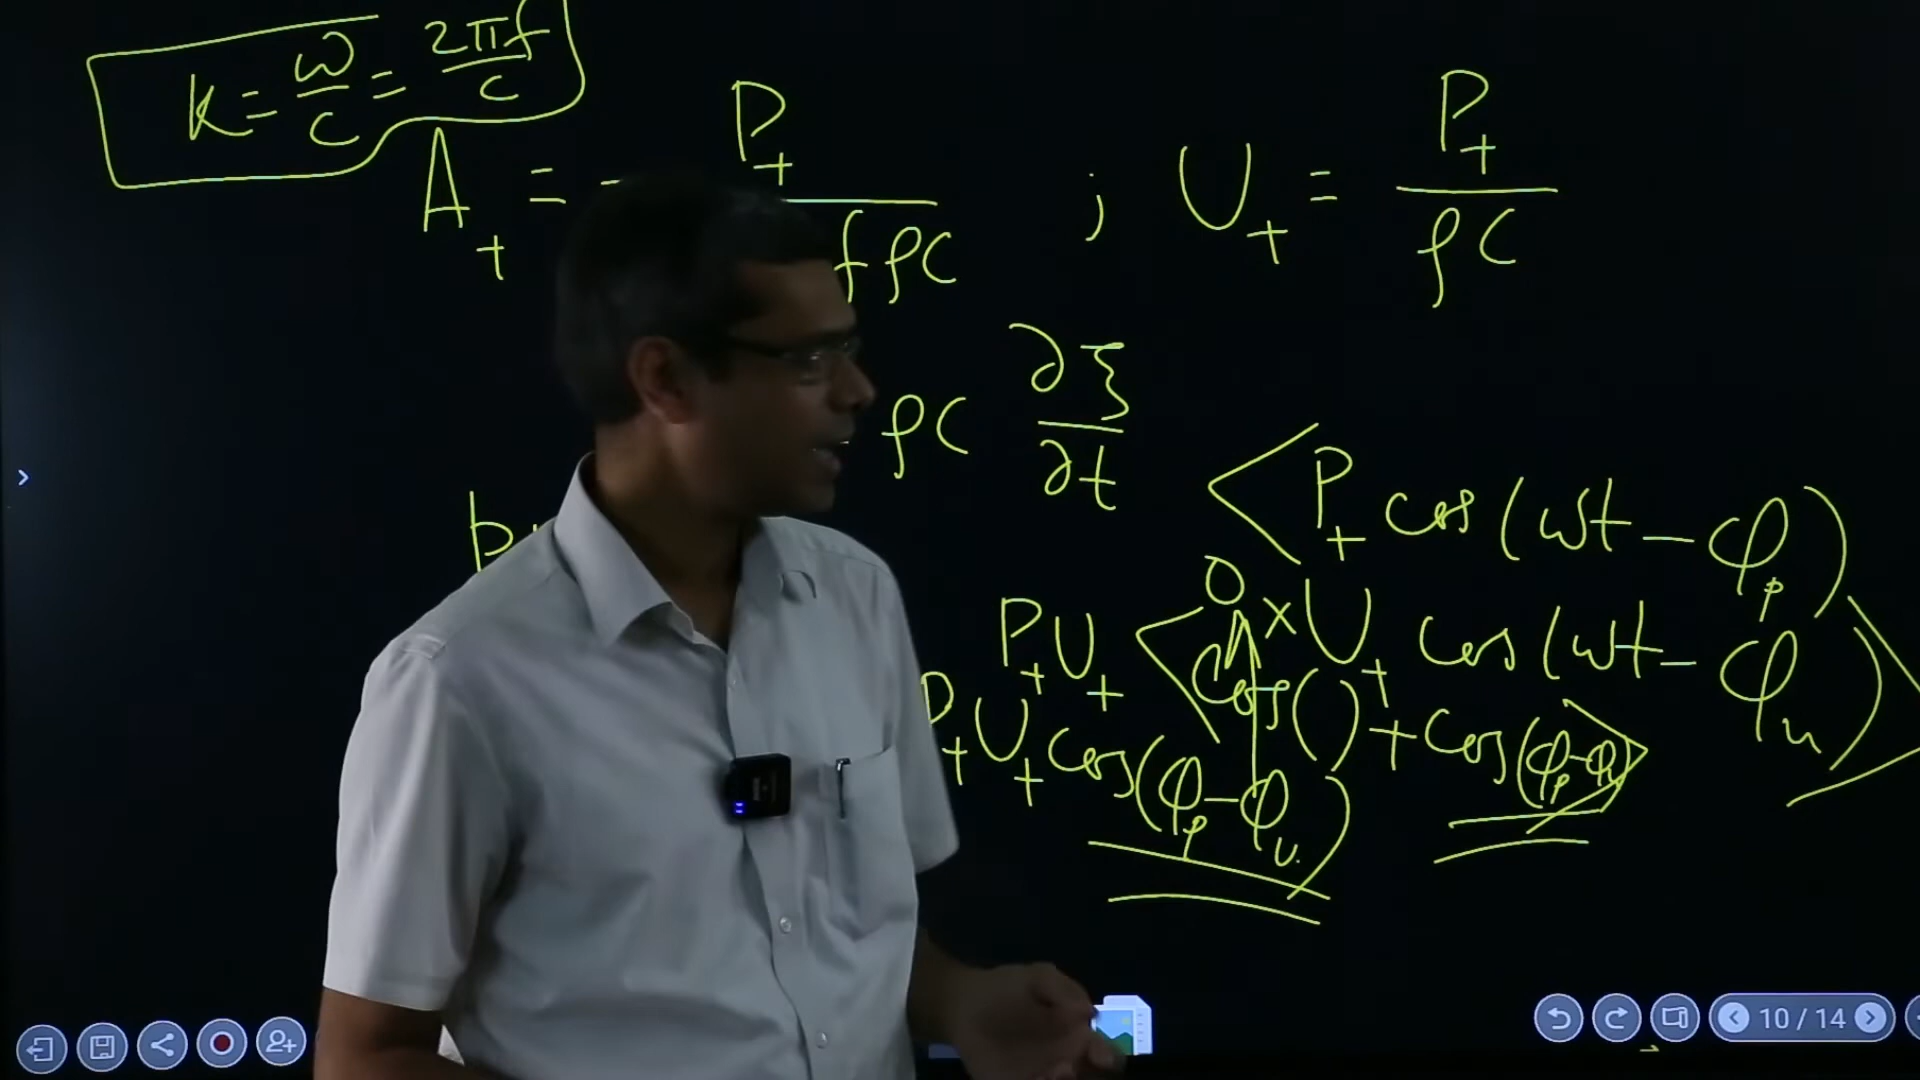 K = ω/c = 2πf/c
A₊ = - P₊/fρc ; U₊ = P₊/ρc
ρc ∂ξ/∂t
<P₊ cos(ωt - φₚ)
× U₊ cos(ωt - φᵤ)>
0
P₊U₊ <cos( ) + cos(φₚ - φᵤ)>
P₊U₊ cos(φₚ - φᵤ)
10 / 14